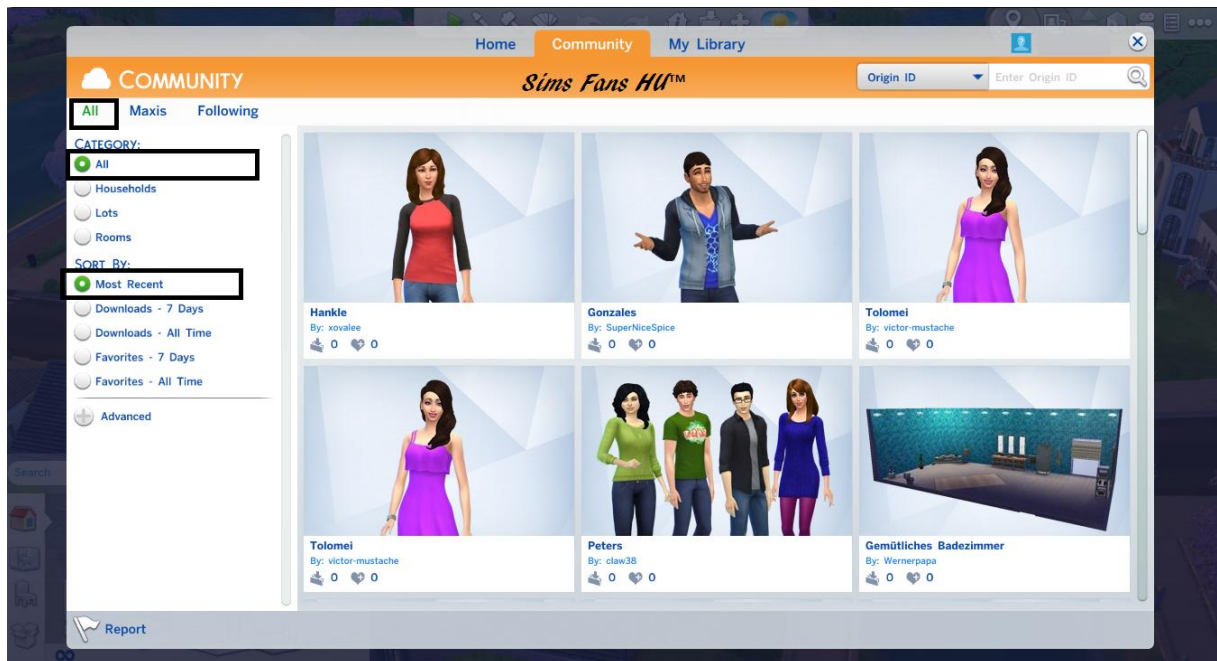 Home Community My Library
COMMUNITY
Sims Fans HU™
Origin ID
Enter Origin ID
All Maxis Following
CATEGORY:
All
Households
Lots
Rooms
SORT BY:
Most Recent
Downloads - 7 Days
Downloads - All Time
Favorites - 7 Days
Favorites - All Time
Advanced
Hankle
By: xovalee
0 0
Gonzales
By: SuperNiceSpice
0 0
Tolomei
By: victor-mustache
0 0
Tolomei
By: victor-mustache
0 0
Peters
By: claw38
0 0
Gemütliches Badezimmer
By: Wernerpapa
0 0
Search
Report